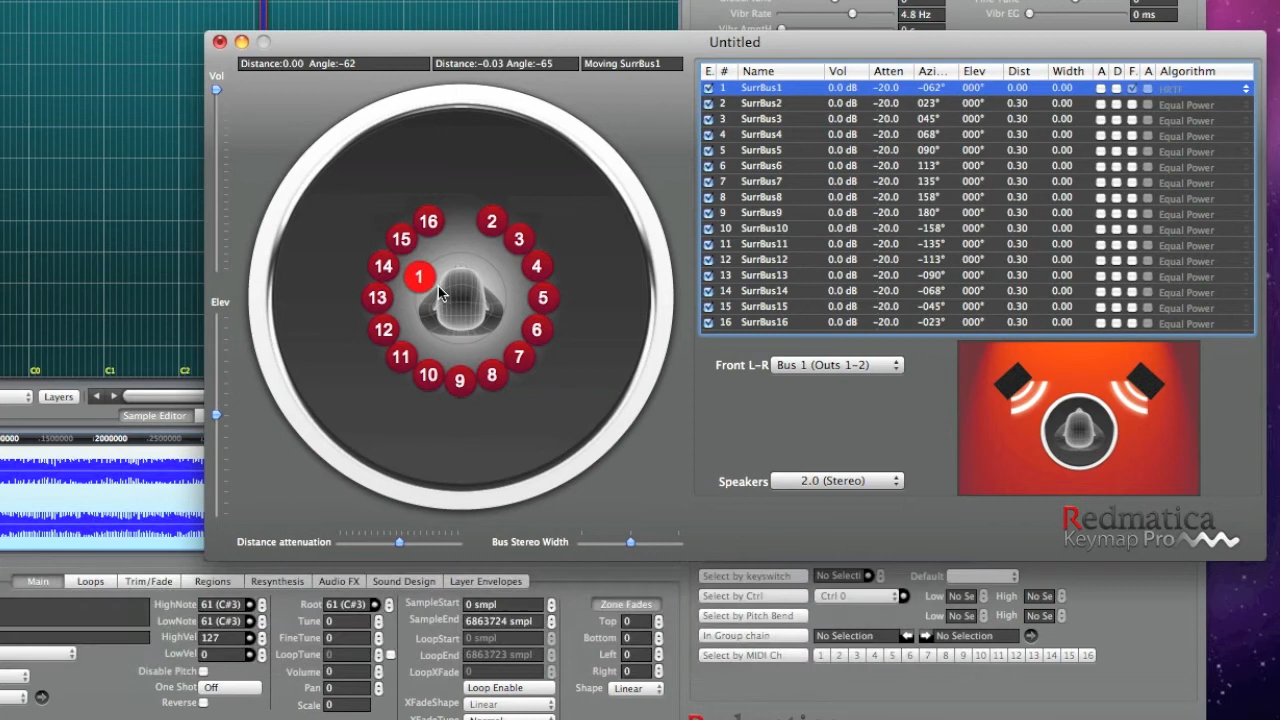 Vibr Rate 4.8 Hz Vibr EG 0 ms
Untitled
Vol Distance:0.00 Angle:-62 Distance:-0.03 Angle:-65 Moving SurrBus1
E. # Name Vol Atten Azi... Elev Dist Width A D F. A Algorithm
1 SurrBus1 0.0 dB -20.0 -062° 000° 0.00 0.00 HRTF
2 SurrBus2 0.0 dB -20.0 023° 000° 0.30 0.00 Equal Power
3 SurrBus3 0.0 dB -20.0 045° 000° 0.30 0.00 Equal Power
4 SurrBus4 0.0 dB -20.0 068° 000° 0.30 0.00 Equal Power
5 SurrBus5 0.0 dB -20.0 090° 000° 0.30 0.00 Equal Power
6 SurrBus6 0.0 dB -20.0 113° 000° 0.30 0.00 Equal Power
7 SurrBus7 0.0 dB -20.0 135° 000° 0.30 0.00 Equal Power
8 SurrBus8 0.0 dB -20.0 158° 000° 0.30 0.00 Equal Power
9 SurrBus9 0.0 dB -20.0 180° 000° 0.30 0.00 Equal Power
10 SurrBus10 0.0 dB -20.0 -158° 000° 0.30 0.00 Equal Power
11 SurrBus11 0.0 dB -20.0 -135° 000° 0.30 0.00 Equal Power
12 SurrBus12 0.0 dB -20.0 -113° 000° 0.30 0.00 Equal Power
13 SurrBus13 0.0 dB -20.0 -090° 000° 0.30 0.00 Equal Power
14 SurrBus14 0.0 dB -20.0 -068° 000° 0.30 0.00 Equal Power
15 SurrBus15 0.0 dB -20.0 -045° 000° 0.30 0.00 Equal Power
16 SurrBus16 0.0 dB -20.0 -023° 000° 0.30 0.00 Equal Power
16 2
15 3
14 1 4
13 5
12 6
11 7
10 9 8
Elev
Front L-R Bus 1 (Outs 1-2)
Speakers 2.0 (Stereo)
Distance attenuation Bus Stereo Width
Redmatica
Keymap Pro
C0 C1 C2
Layers
Sample Editor
1500000 2000000 2500000
Main Loops Trim/Fade Regions Resynthesis Audio FX Sound Design Layer Envelopes
HighNote 61 (C#3) Root 61 (C#3) SampleStart 0 smpl Zone Fades
LowNote 61 (C#3) Tune 0 SampleEnd 6863724 smpl Top 0
HighVel 127 FineTune 0 LoopStart 0 smpl Bottom 0
LowVel 0 LoopTune 0 LoopEnd 6863723 smpl Left 0
Disable Pitch Volume 0 LoopXFade 0 Right 0
One Shot Off Pan 0 Loop Enable Shape Linear
Reverse Scale 0 XFadeShape Linear
XFadeType Normal
Select by keyswitch No Selecti Default
Select by Ctrl Ctrl 0 Low No Se High No Se
Select by Pitch Bend Low No Se High No Se
In Group chain No Selection No Selection
Select by MIDI Ch 1 2 3 4 5 6 7 8 9 10 11 12 13 14 15 16